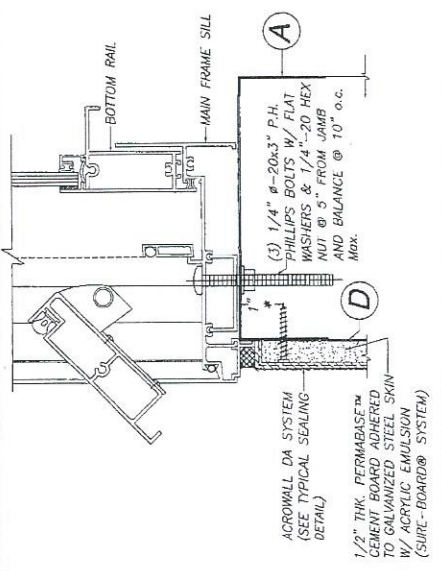 BOTTOM RAIL
MAIN FRAME SILL
A
(3) 1/4" ø-20x3" P.H.
PHILLIPS BOLTS W/ FLAT
WASHERS & 1/4"-20 HEX
NUT @ 5" FROM JAMB
AND BALANCE @ 10" o.c.
Max.
1"
*
D
ACROWALL DA SYSTEM
(SEE TYPICAL SEALING
DETAIL)
1/2" THK. PERMABASE™
CEMENT BOARD ADHERED
TO GALVANIZED STEEL SKIN
W/ ACRYLIC EMULSION
(SURE-BOARD® SYSTEM)